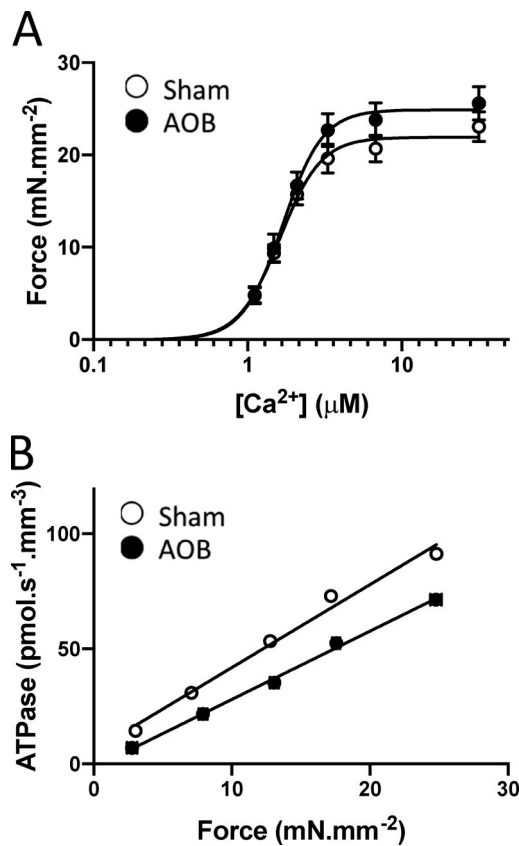 A
Force (mN.mm⁻²)
30
20
10
0
Sham
AOB
0.1
1
10
[Ca²⁺] (μM)
B
ATPase (pmol.s⁻¹.mm⁻³)
100
50
0
Sham
AOB
0
10
20
30
Force (mN.mm⁻²)